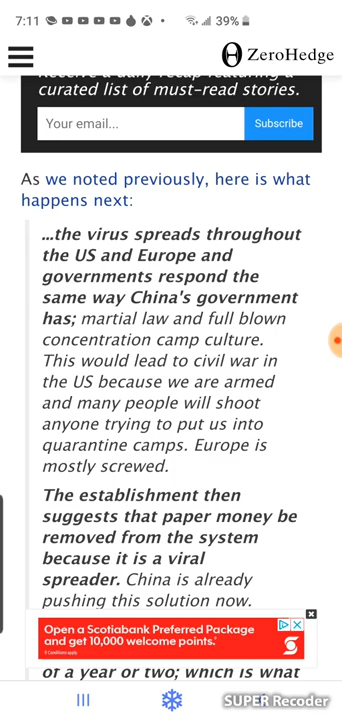 7:11
39%
ZeroHedge
Receive a daily recap featuring a
curated list of must-read stories.
Your email...
Subscribe
As we noted previously, here is what
happens next:
...the virus spreads throughout
the US and Europe and
governments respond the
same way China's government
has; martial law and full blown
concentration camp culture.
This would lead to civil war in
the US because we are armed
and many people will shoot
anyone trying to put us into
quarantine camps. Europe is
mostly screwed.
The establishment then
suggests that paper money be
removed from the system
because it is a viral
spreader. China is already
pushing this solution now.
Open a Scotiabank Preferred Package
and get 10,000 welcome points.*
*Conditions apply.
of a year or two; which is what
SUPER Recoder